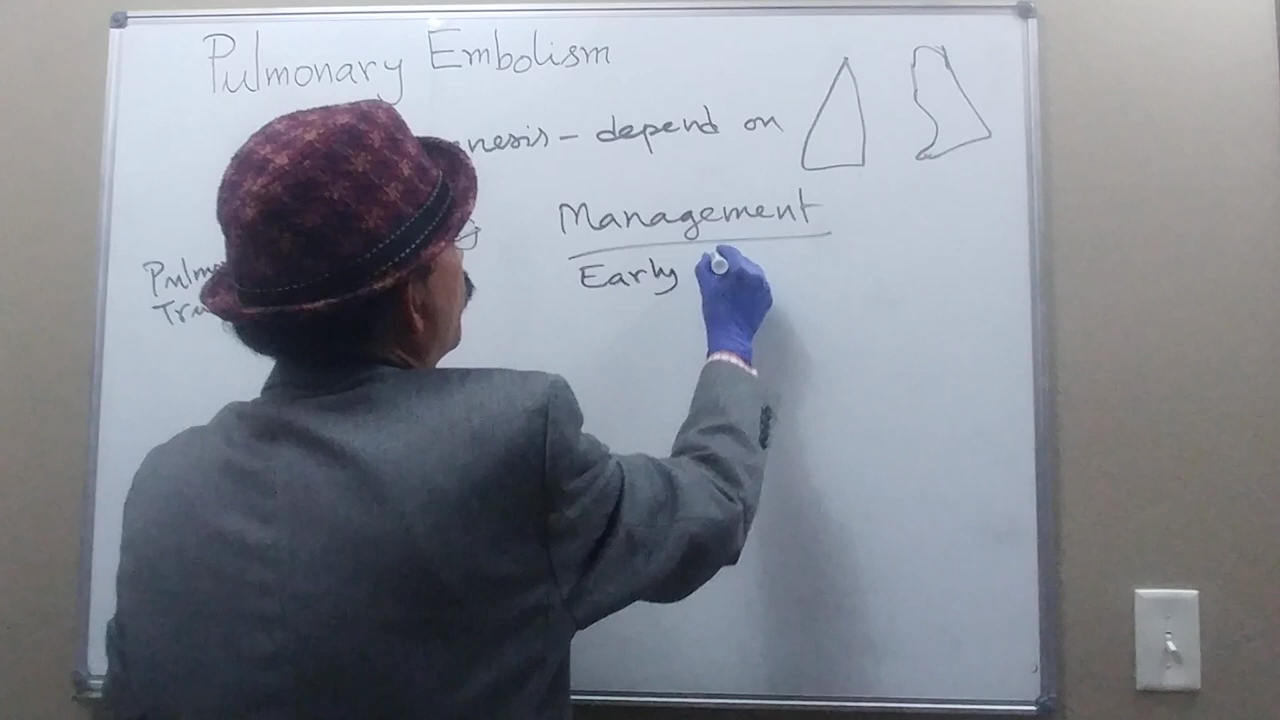 Pulmonary Embolism
depend on
Management
Early